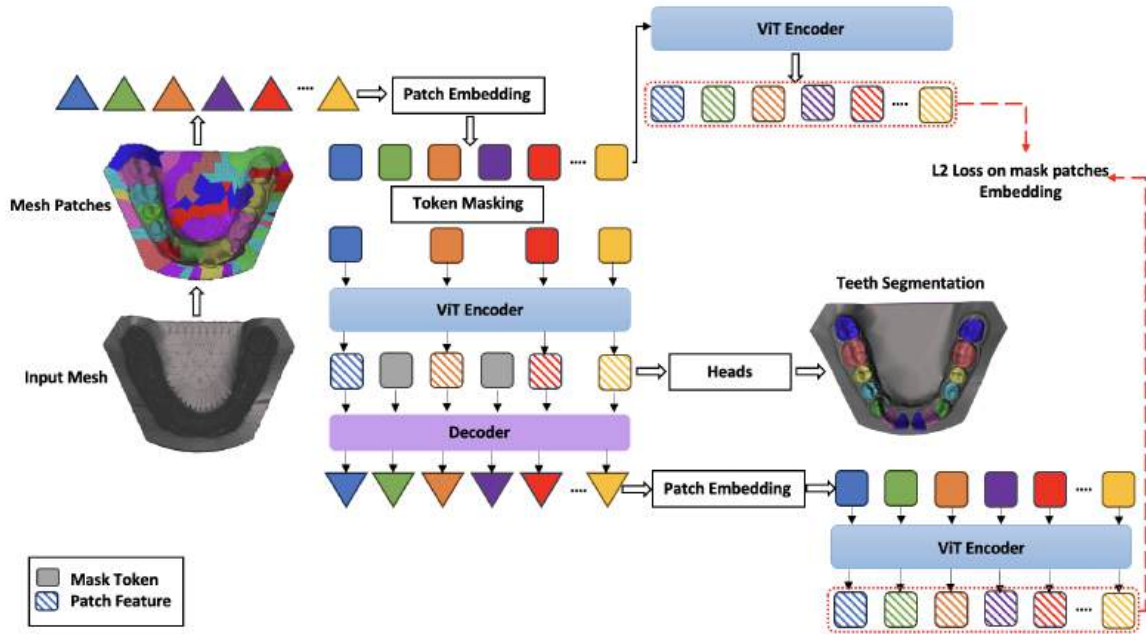 ViT Encoder
Patch Embedding
....
....
....
L2 Loss on mask patches
Embedding
Mesh Patches
Token Masking
Teeth Segmentation
ViT Encoder
Input Mesh
Heads
Decoder
....
Patch Embedding
....
ViT Encoder
Mask Token
Patch Feature
....